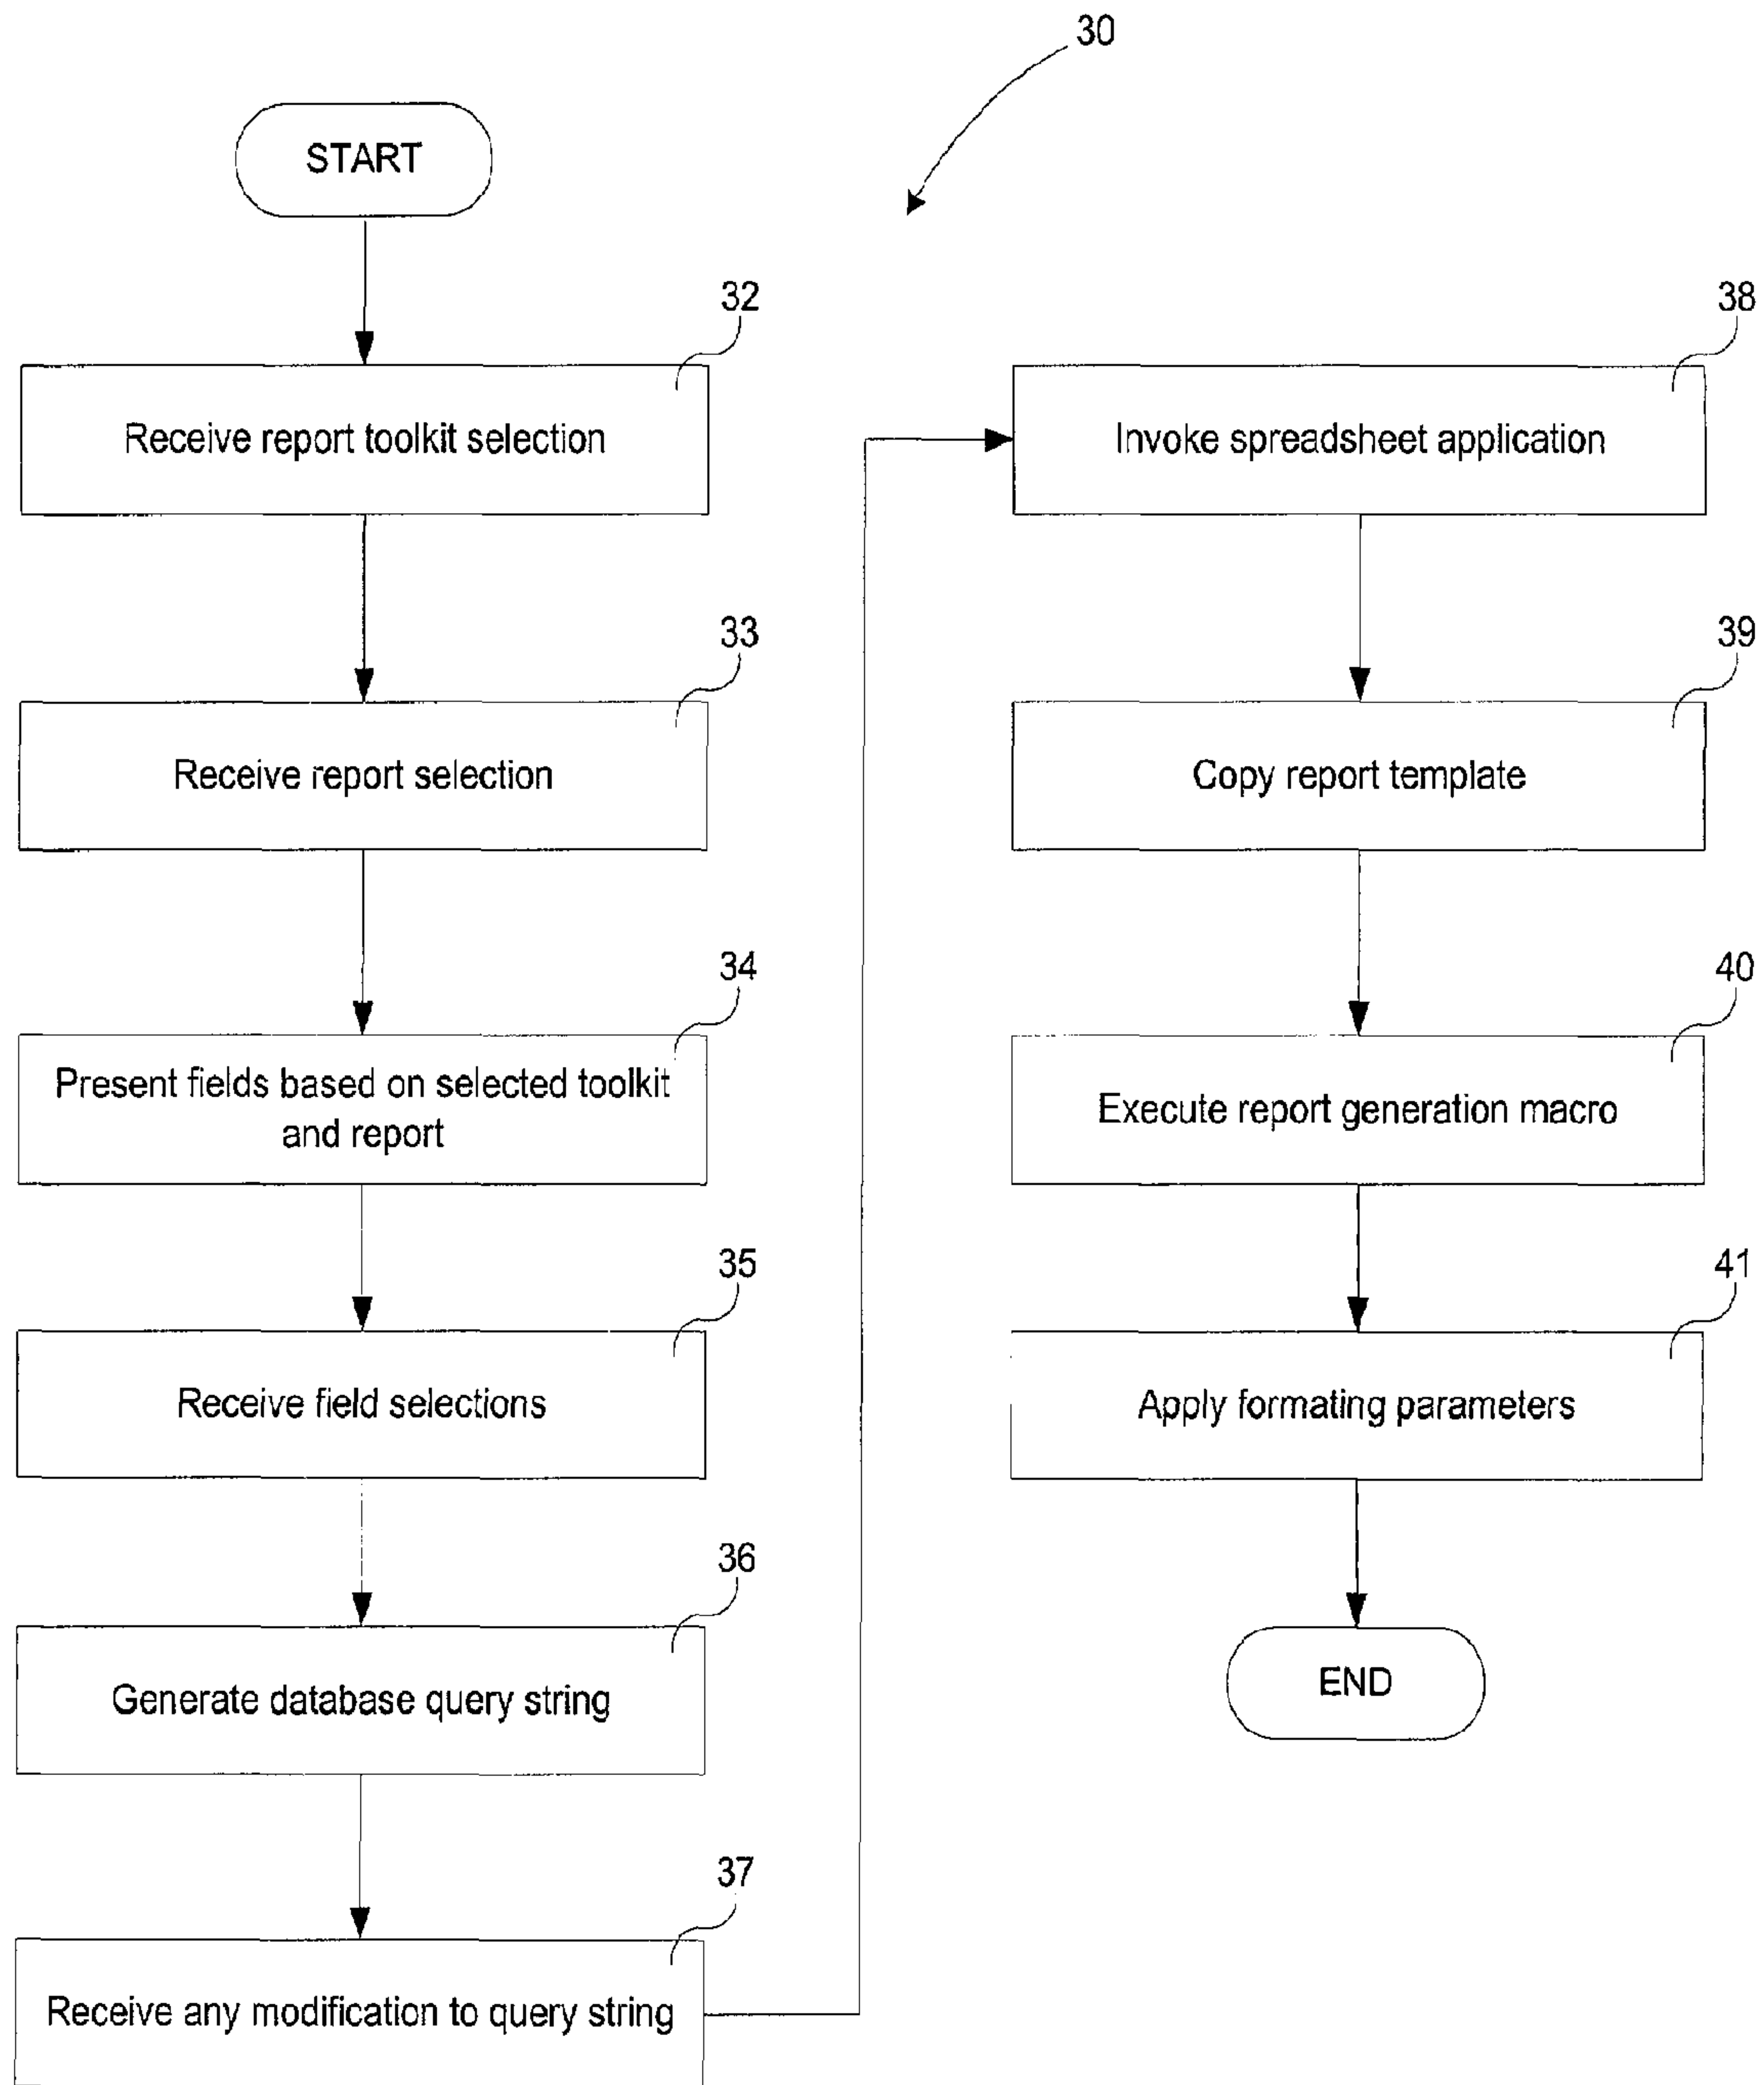 30
START
32
Receive report toolkit selection
33
Receive report selection
34
Present fields based on selected toolkit
and report
35
Receive field selections
36
Generate database query string
37
Receive any modification to query string
38
Invoke spreadsheet application
39
Copy report template
40
Execute report generation macro
41
Apply formating parameters
END